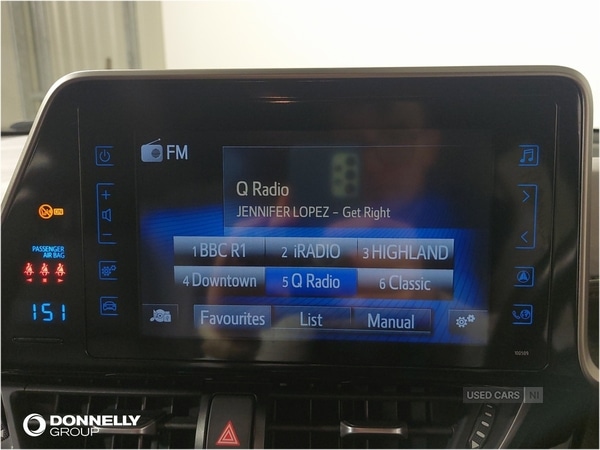 FM
Q Radio
JENNIFER LOPEZ - Get Right
1 BBC R1 2 iRADIO 3 HIGHLAND
4 Downtown 5 Q Radio 6 Classic
Favourites List Manual
PASSENGER
AIR BAG
151
100509
USED CARS NI
DONNELLY
GROUP